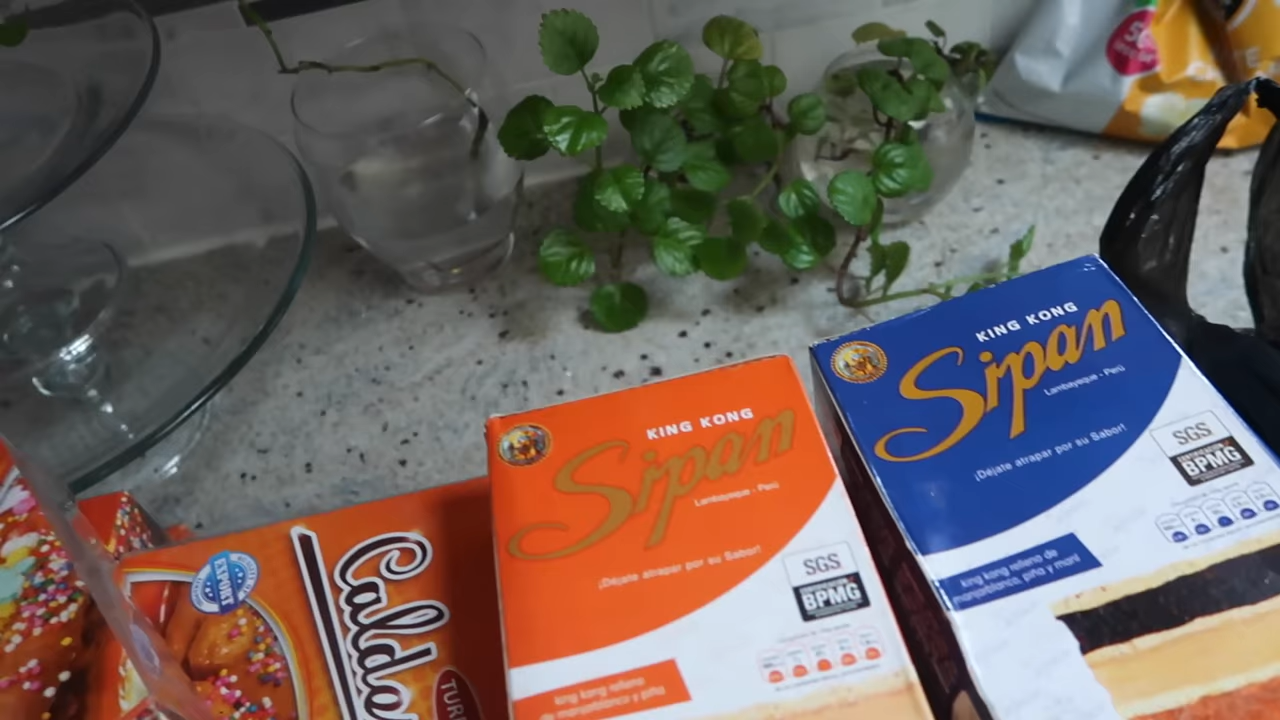 KING KONG
Sipan
Lambayeque - Perú
¡Déjate atrapar por su Sabor!
SGS
BPMG
king kong relleno
de manjarblanco y piña
KING KONG
Sipan
Lambayeque - Perú
¡Déjate atrapar por su Sabor!
SGS
BPMG
king kong relleno de
manjarblanco, piña y maní
EXPORT